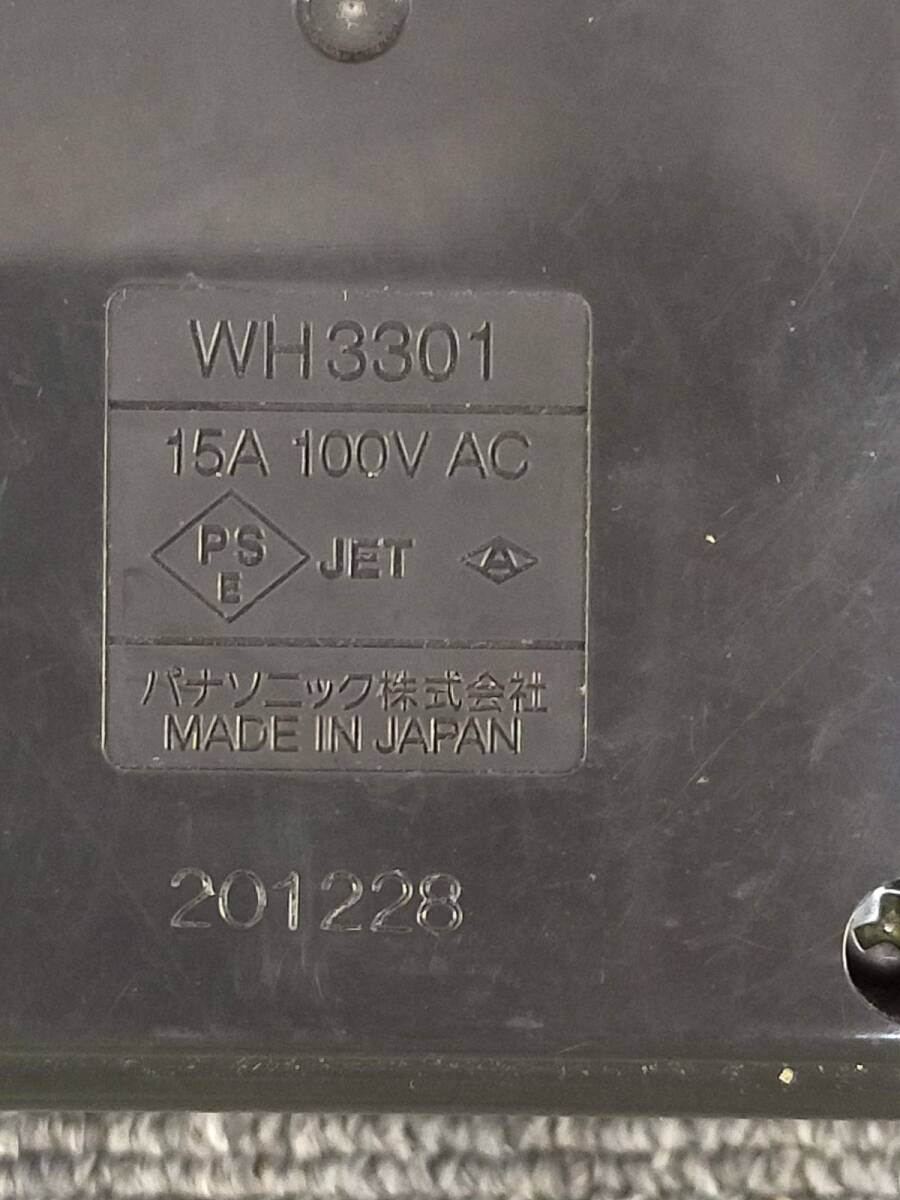 WH3301
15A 100V AC
PS
E
JET
A
パナソニック株式会社
MADE IN JAPAN
201228